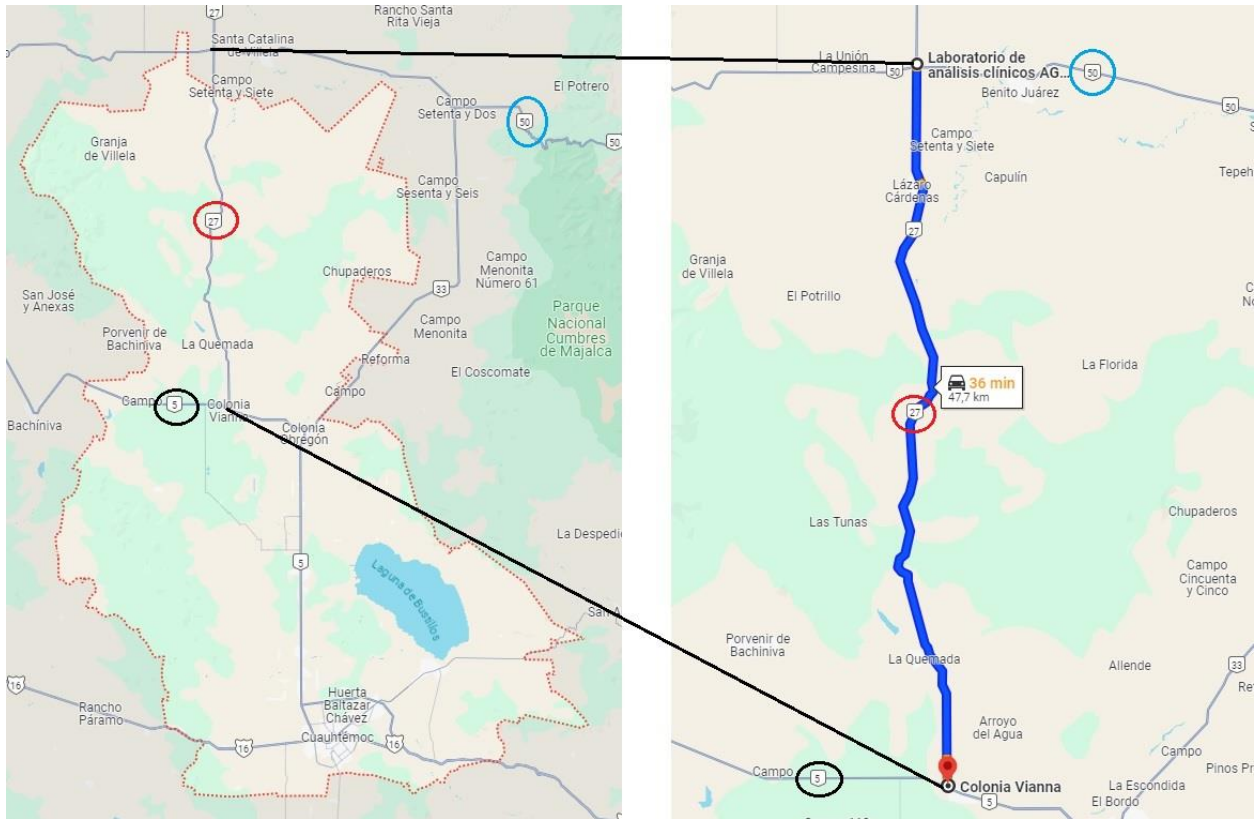 27
Rancho Santa
Rita Vieja
Santa Catalina
de Villela
Campo
Setenta y Siete
Campo
Setenta y Dos
El Potrero
50
50
Granja
de Villela
Campo
Sesenta y Seis
27
Chupaderos
Campo
Menonita
Número 61
33
San José
y Anexas
Parque
Nacional
Cumbres
de Majalca
Porvenir de
Bachiniva
La Quemada
Campo
Menonita
Reforma
El Coscomate
Campo
Campo
5
Colonia
Vianna
Bachíniva
Colonia
Obregón
La Despedi
5
Laguna de Bustillos
San A
16
Rancho
Páramo
Huerta
Baltazar
Chávez
16
Cuauhtémoc
16
La Unión
Campesina
50
Laboratorio de
análisis clínicos AG...
50
Benito Juárez
50
Campo
Setenta y Siete
Lázaro
Cárdenas
Capulín
Tepeh
27
Granja
de Villela
El Potrillo
La Florida
36 min
47,7 km
27
Las Tunas
Chupaderos
Campo
Cincuenta
y Cinco
Porvenir de
Bachiniva
La Quemada
Allende
33
Arroyo
del Agua
Campo
Campo
5
Pinos Pr
Colonia Vianna
La Escondida
5
El Bordo